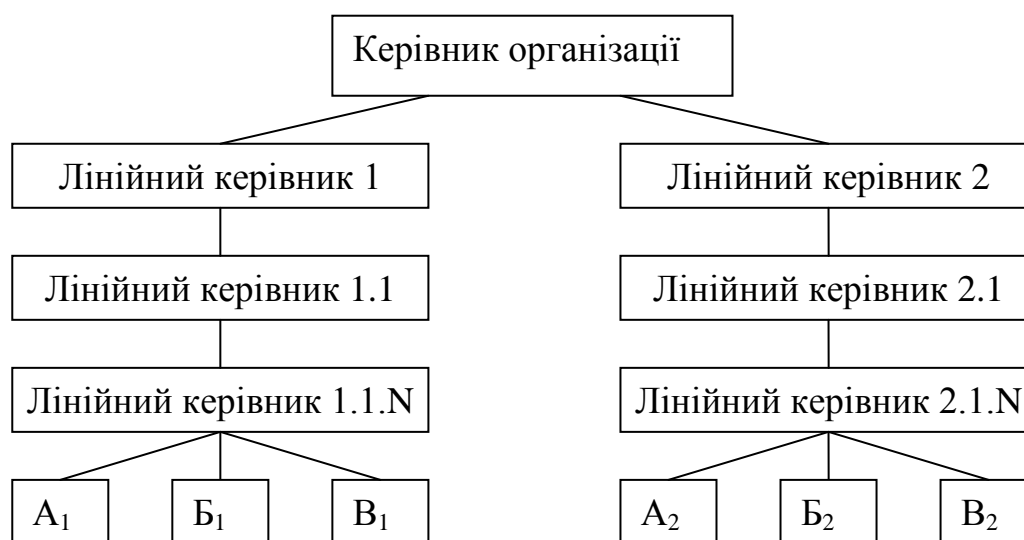 Керівник організації
Лінійний керівник 1
Лінійний керівник 2
Лінійний керівник 1.1
Лінійний керівник 2.1
Лінійний керівник 1.1.N
Лінійний керівник 2.1.N
А₁ Б₁ В₁ А₂ Б₂ В₂